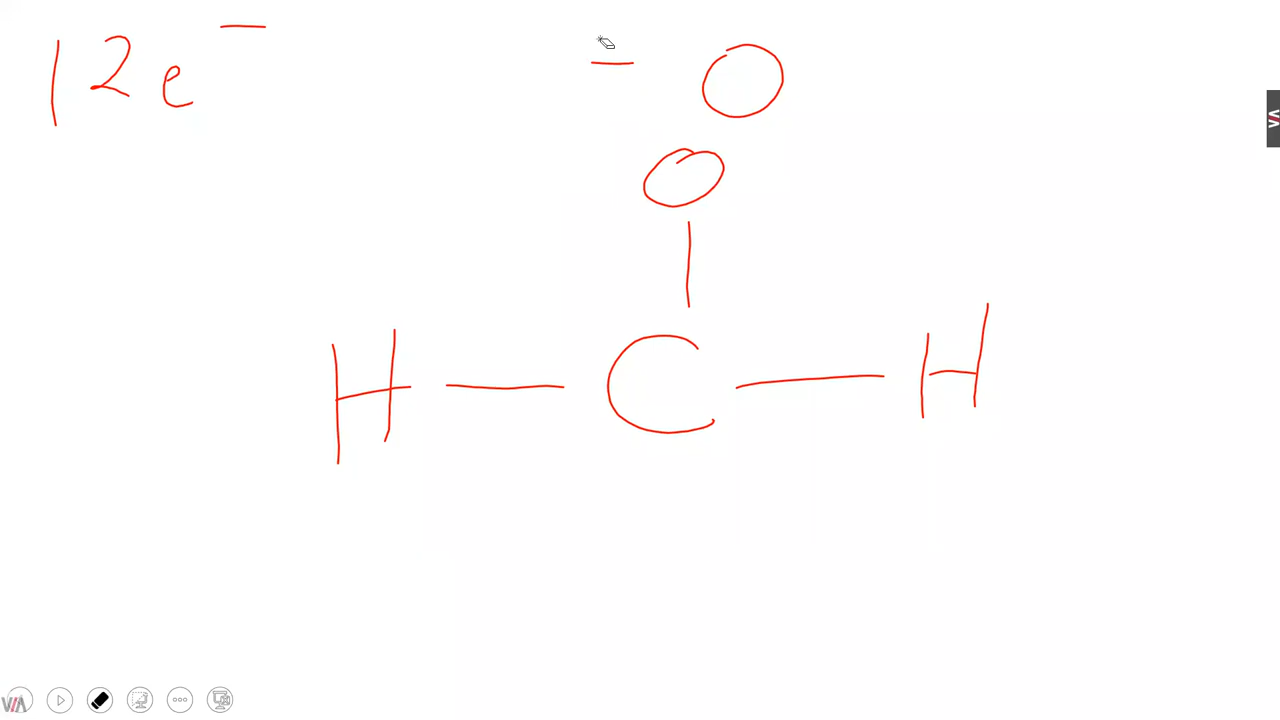 12e⁻
– O
O
|
H — C — H